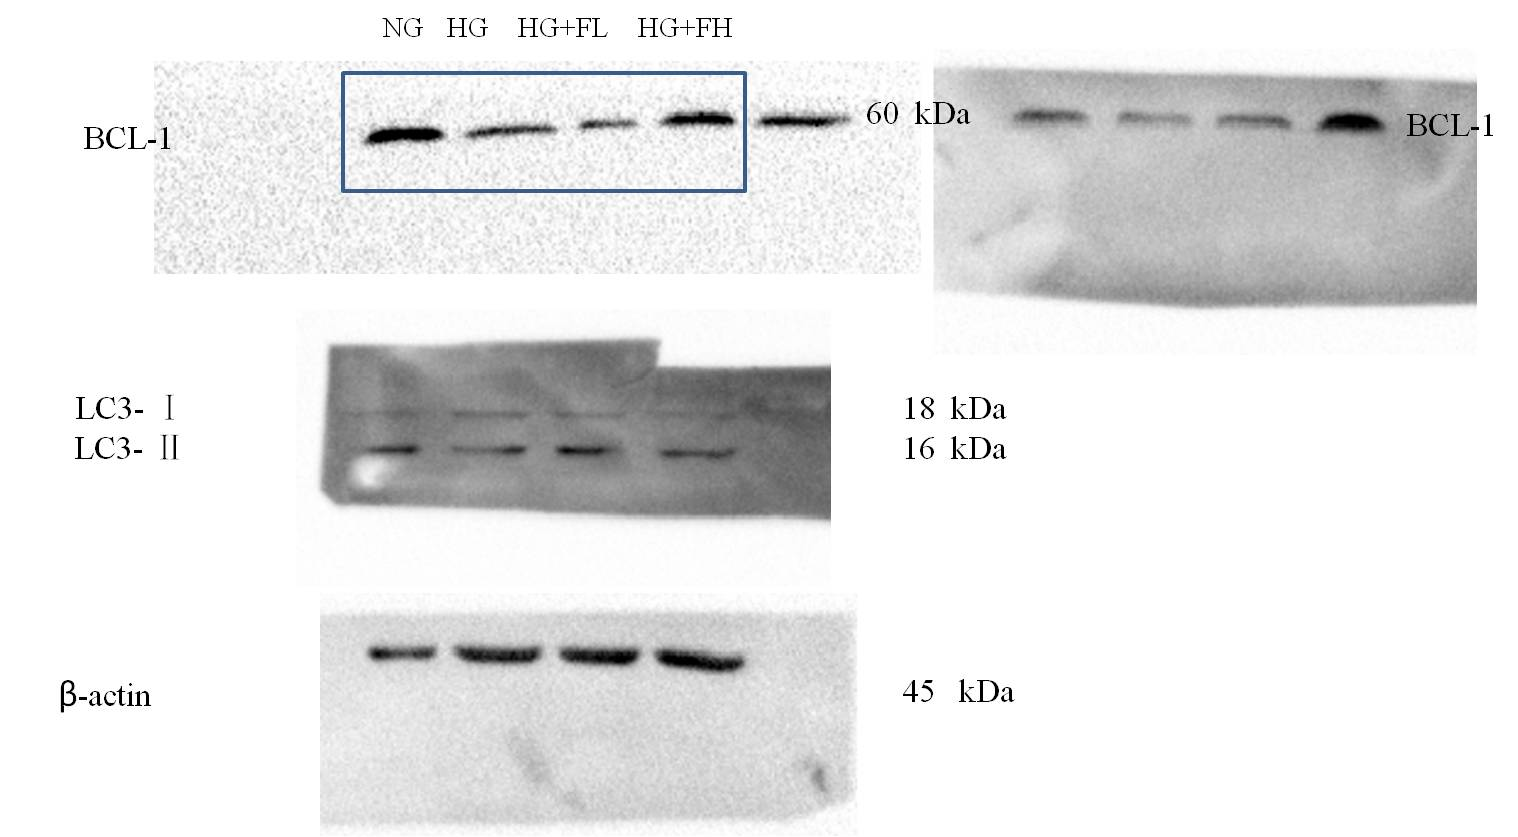 NG HG HG+FL HG+FH
BCL-1 60 kDa BCL-1
LC3- Ⅰ 18 kDa
LC3- Ⅱ 16 kDa
β-actin 45 kDa